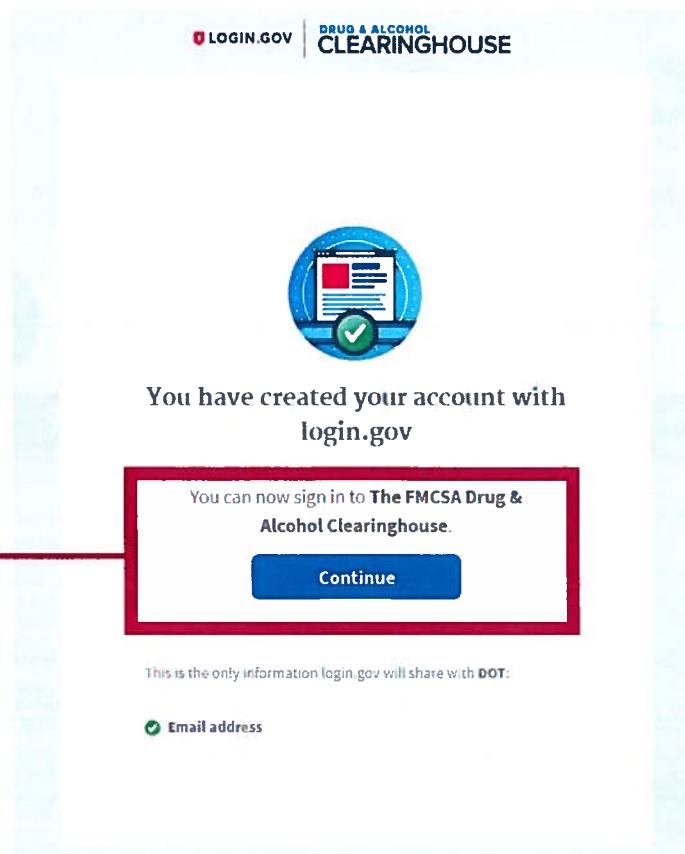 LOGIN.GOV
DRUG & ALCOHOL
CLEARINGHOUSE
You have created your account with
login.gov
You can now sign in to The FMCSA Drug &
Alcohol Clearinghouse.
Continue
This is the only information login.gov will share with DOT:
Email address